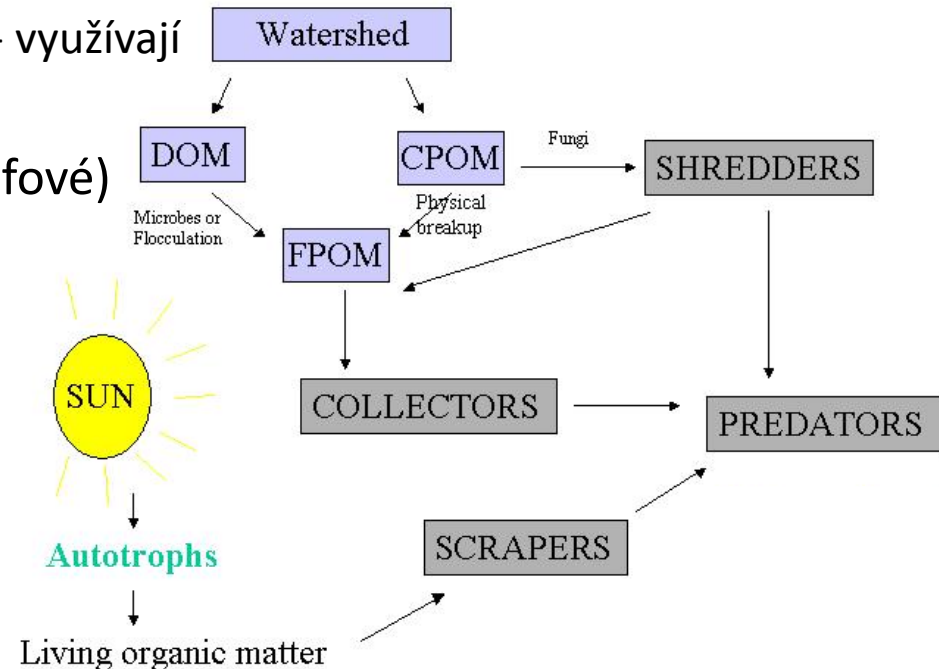 - využívají
Watershed
DOM
CPOM
Fungi
SHREDDERS
fové)
Microbes or
Flocculation
Physical
breakup
FPOM
SUN
COLLECTORS
PREDATORS
Autotrophs
SCRAPERS
Living organic matter